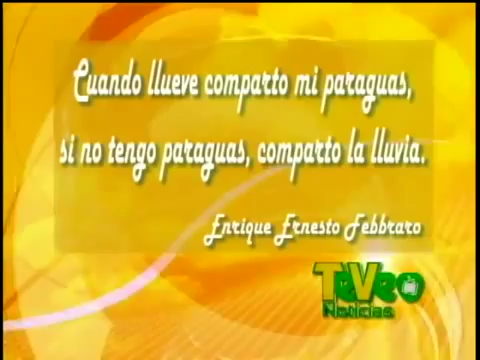 Cuando llueve comparto mi paraguas,
si no tengo paraguas, comparto la lluvia.
Enrique Ernesto Febbraro
TeVeo
Noticias